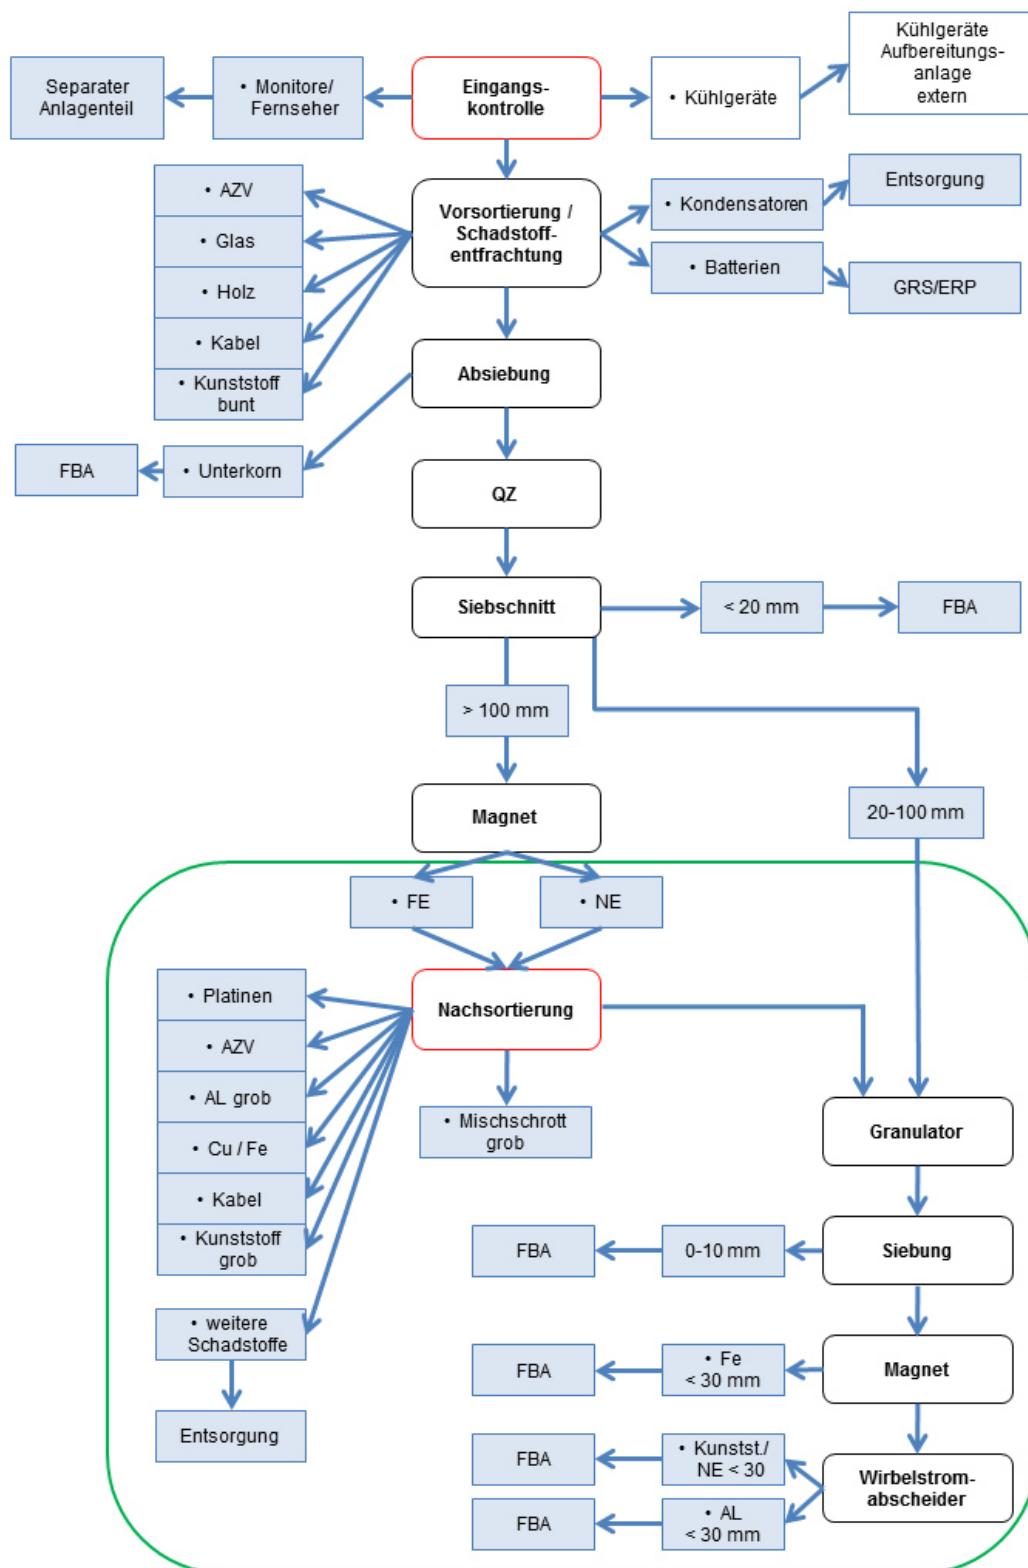 Kühlgeräte
Aufbereitungs-
anlage
extern
Separater
Anlagenteil
• Monitore/
Fernseher
Eingangs-
kontrolle
• Kühlgeräte
• AZV
• Glas
• Holz
• Kabel
• Kunststoff
bunt
Vorsortierung /
Schadstoff-
entfrachtung
• Kondensatoren
Entsorgung
• Batterien
GRS/ERP
Absiebung
FBA
• Unterkorn
QZ
Siebschnitt
< 20 mm
FBA
> 100 mm
Magnet
20-100 mm
• FE
• NE
Nachsortierung
• Platinen
• AZV
• AL grob
• Cu / Fe
• Kabel
• Kunststoff
grob
• weitere
Schadstoffe
Entsorgung
• Mischschrott
grob
Granulator
FBA
0-10 mm
Siebung
FBA
• Fe
< 30 mm
Magnet
FBA
• Kunstst./
NE < 30
Wirbelstrom-
abscheider
FBA
• AL
< 30 mm